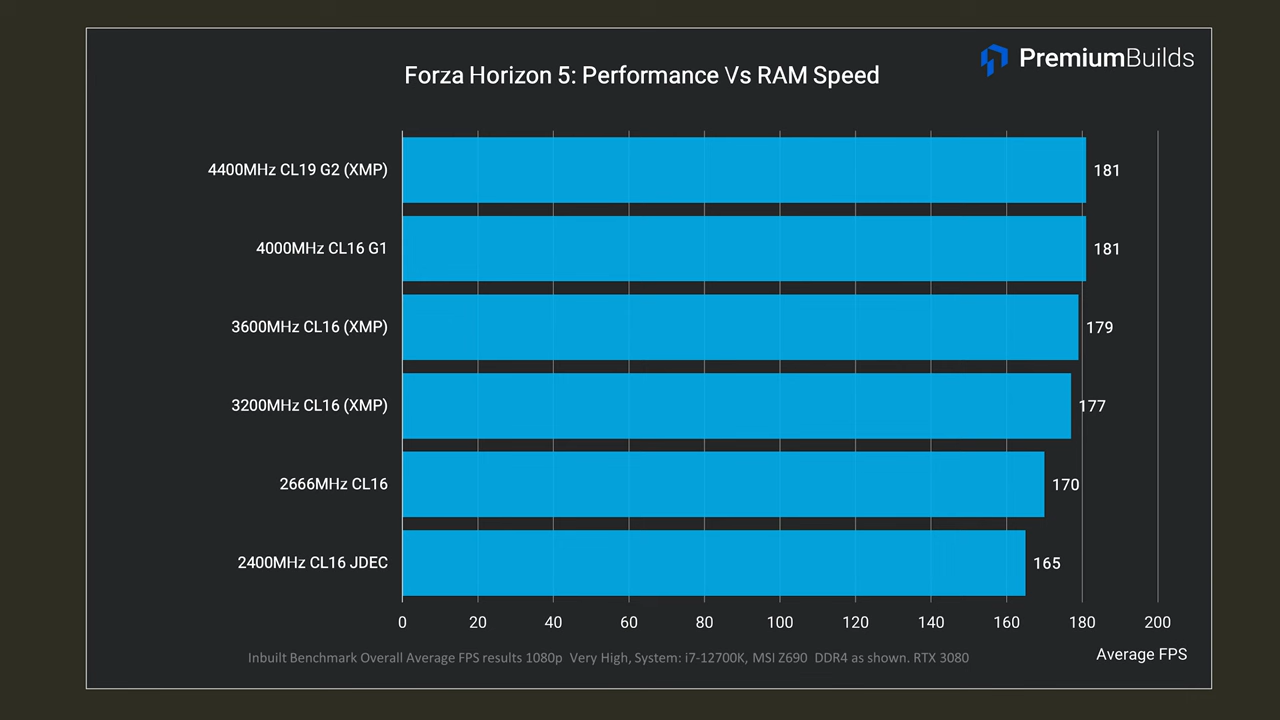 PremiumBuilds
Forza Horizon 5: Performance Vs RAM Speed
4400MHz CL19 G2 (XMP)
181
4000MHz CL16 G1
181
3600MHz CL16 (XMP)
179
3200MHz CL16 (XMP)
177
2666MHz CL16
170
2400MHz CL16 JDEC
165
0 20 40 60 80 100 120 140 160 180 200
Average FPS
Inbuilt Benchmark Overall Average FPS results 1080p Very High, System: i7-12700K, MSI Z690 DDR4 as shown. RTX 3080